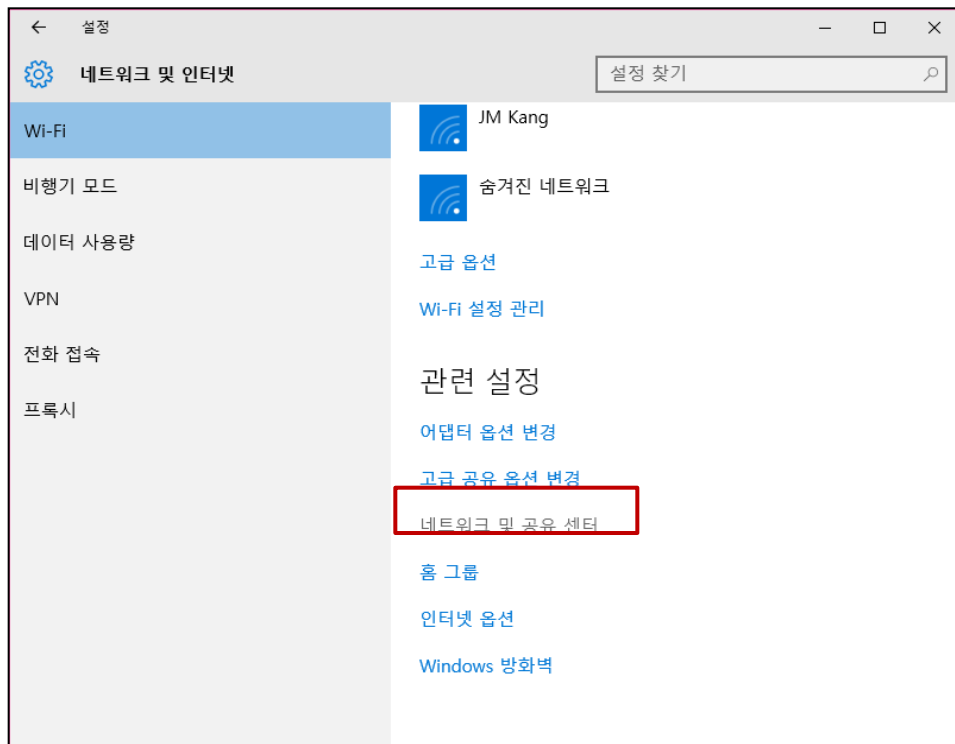 설정
네트워크 및 인터넷
설정 찾기
Wi-Fi
비행기 모드
데이터 사용량
VPN
전화 접속
프록시
JM Kang
숨겨진 네트워크
고급 옵션
Wi-Fi 설정 관리
관련 설정
어댑터 옵션 변경
고급 공유 옵션 변경
네트워크 및 공유 센터
홈 그룹
인터넷 옵션
Windows 방화벽